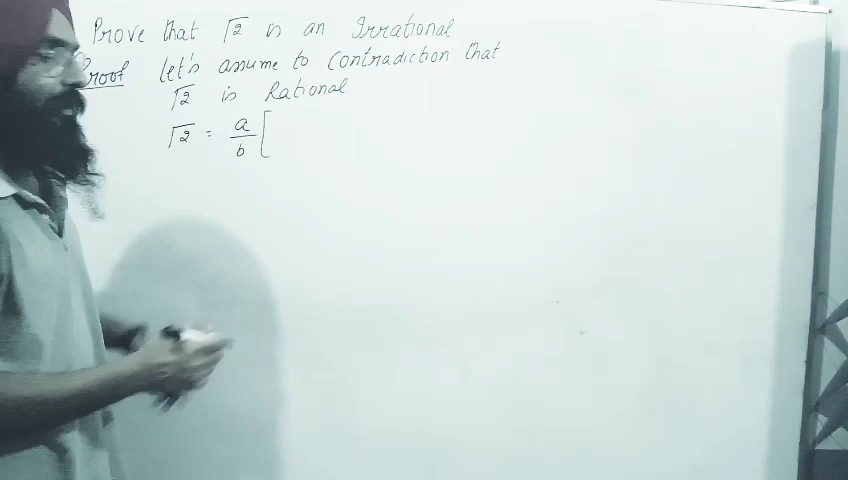 Prove that √2 is an Irrational
Proof let's assume to contradiction that
√2 is Rational
√2 = a/b [